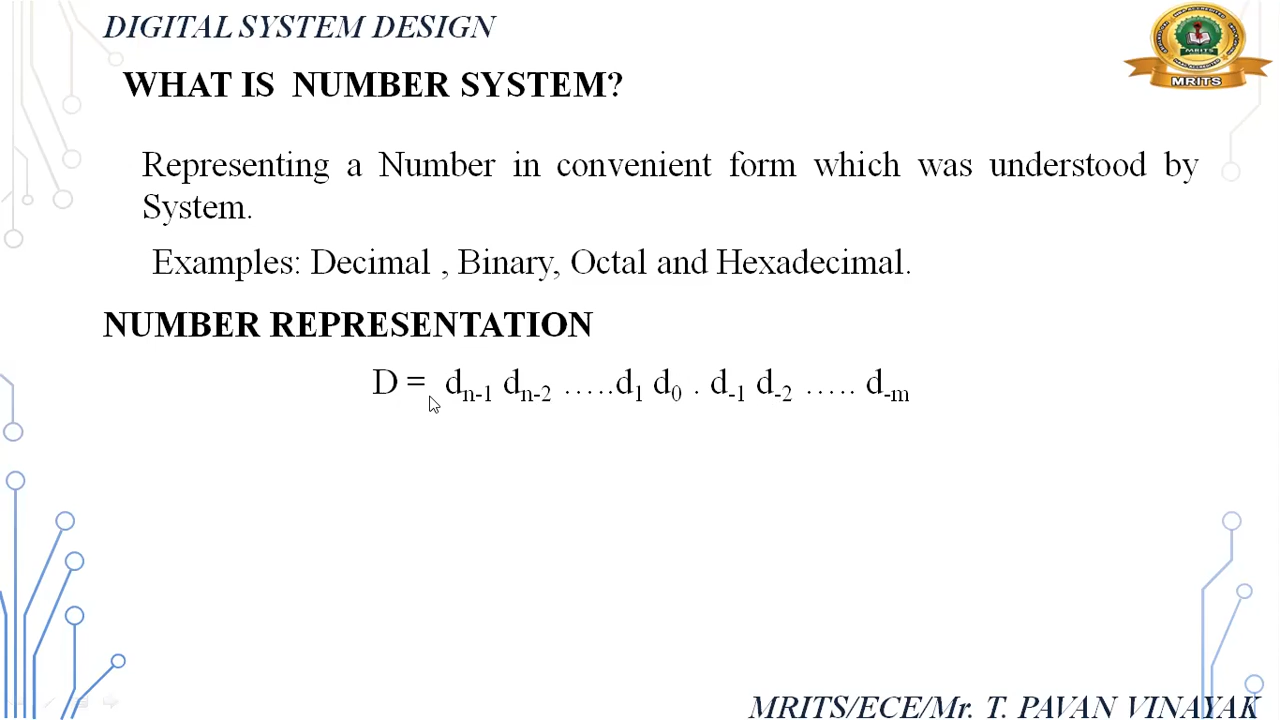 DIGITAL SYSTEM DESIGN
WHAT IS NUMBER SYSTEM?
MRITS
Representing a Number in convenient form which was understood by
System.
Examples: Decimal , Binary, Octal and Hexadecimal.
NUMBER REPRESENTATION
D = dn-1 dn-2 …..d1 d0 . d-1 d-2 ….. d-m
MRITS/ECE/Mr. T. PAVAN VINAYAK